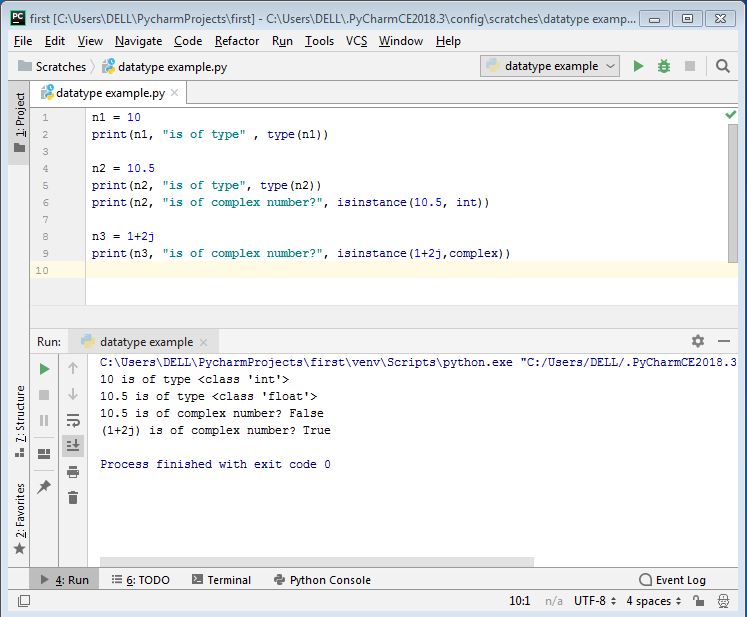 PC first [C:\Users\DELL\PycharmProjects\first] - C:\Users\DELL\.PyCharmCE2018.3\config\scratches\datatype examp...
File Edit View Navigate Code Refactor Run Tools VCS Window Help
Scratches datatype example.py datatype example
1: Project
datatype example.py
1 n1 = 10
2 print(n1, "is of type" , type(n1))
3
4 n2 = 10.5
5 print(n2, "is of type", type(n2))
6 print(n2, "is of complex number?", isinstance(10.5, int))
7
8 n3 = 1+2j
9 print(n3, "is of complex number?", isinstance(1+2j,complex))
10
Run: datatype example
C:\Users\DELL\PycharmProjects\first\venv\Scripts\python.exe "C:/Users/DELL/.PyCharmCE2018.3
10 is of type <class 'int'>
10.5 is of type <class 'float'>
10.5 is of complex number? False
(1+2j) is of complex number? True
Process finished with exit code 0
7: Structure
2: Favorites
4: Run 6: TODO Terminal Python Console Event Log
10:1 n/a UTF-8 4 spaces